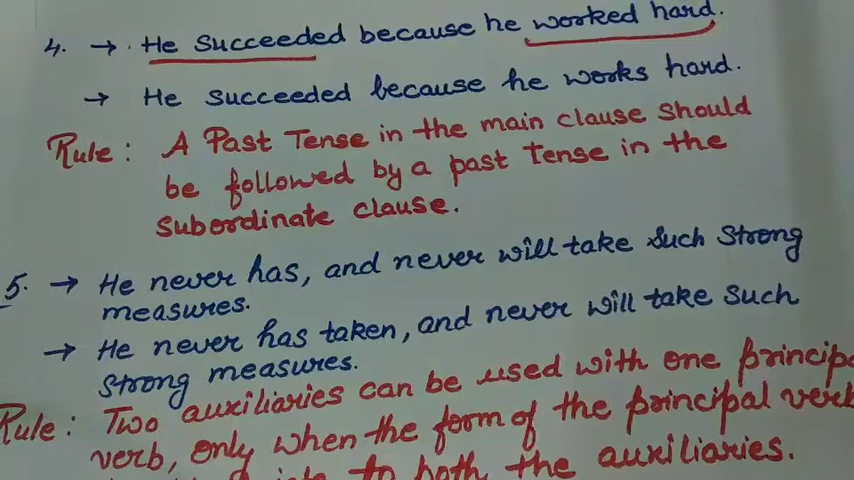 4. → He succeeded because he worked hard.
→ He succeeded because he works hard.
Rule: A Past Tense in the main clause should
be followed by a past tense in the
subordinate clause.
5. → He never has, and never will take such strong
measures.
→ He never has taken, and never will take such
strong measures.
Rule: Two auxiliaries can be used with one principa
verb, only when the form of the principal verb
to both the auxiliaries.